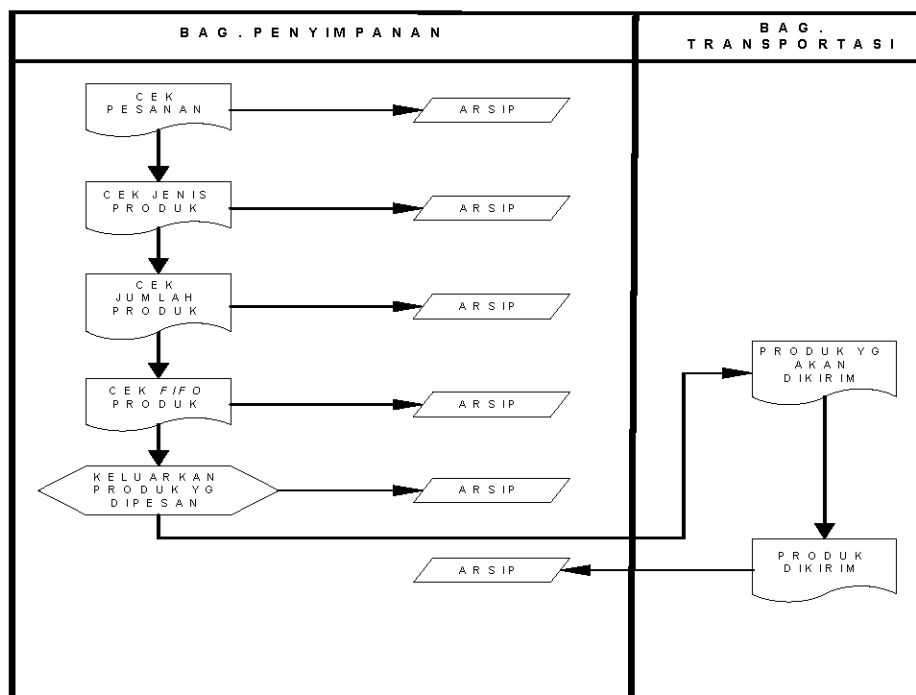 BAG. PENYIMPANAN
BAG.
TRANSPORTASI
CEK
PESANAN
ARSIP
CEK JENIS
PRODUK
ARSIP
CEK
JUMLAH
PRODUK
ARSIP
CEK FIFO
PRODUK
ARSIP
KELUARKAN
PRODUK YG
DIPESAN
ARSIP
PRODUK YG
AKAN
DIKIRIM
PRODUK
DIKIRIM
ARSIP